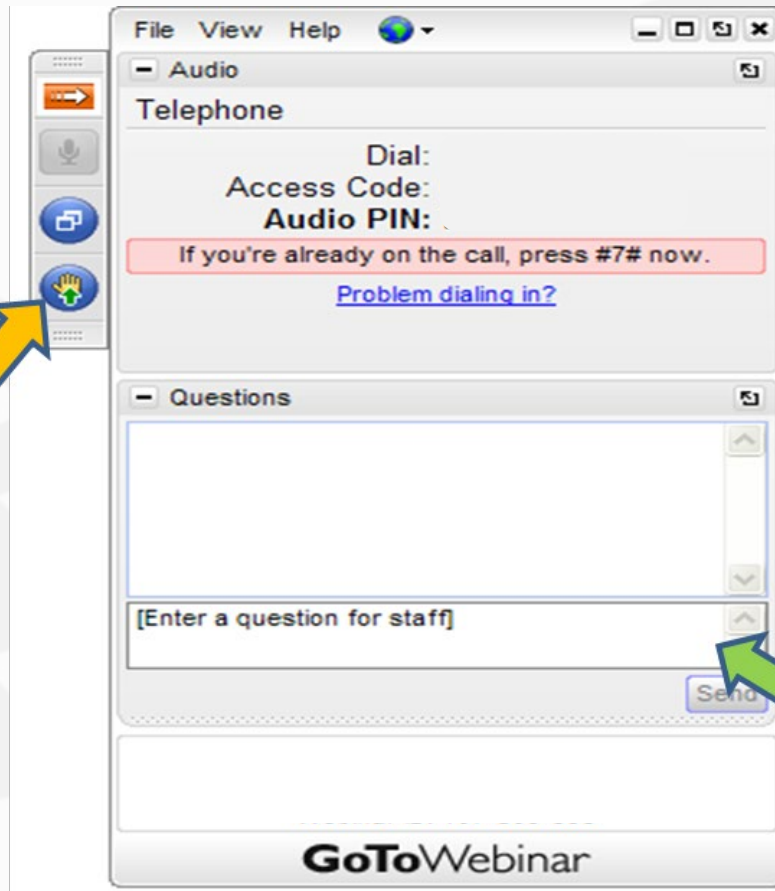 File View Help
Audio
Telephone
Dial:
Access Code:
Audio PIN:
If you're already on the call, press #7# now.
Problem dialing in?
Questions
[Enter a question for staff]
Send
GoToWebinar